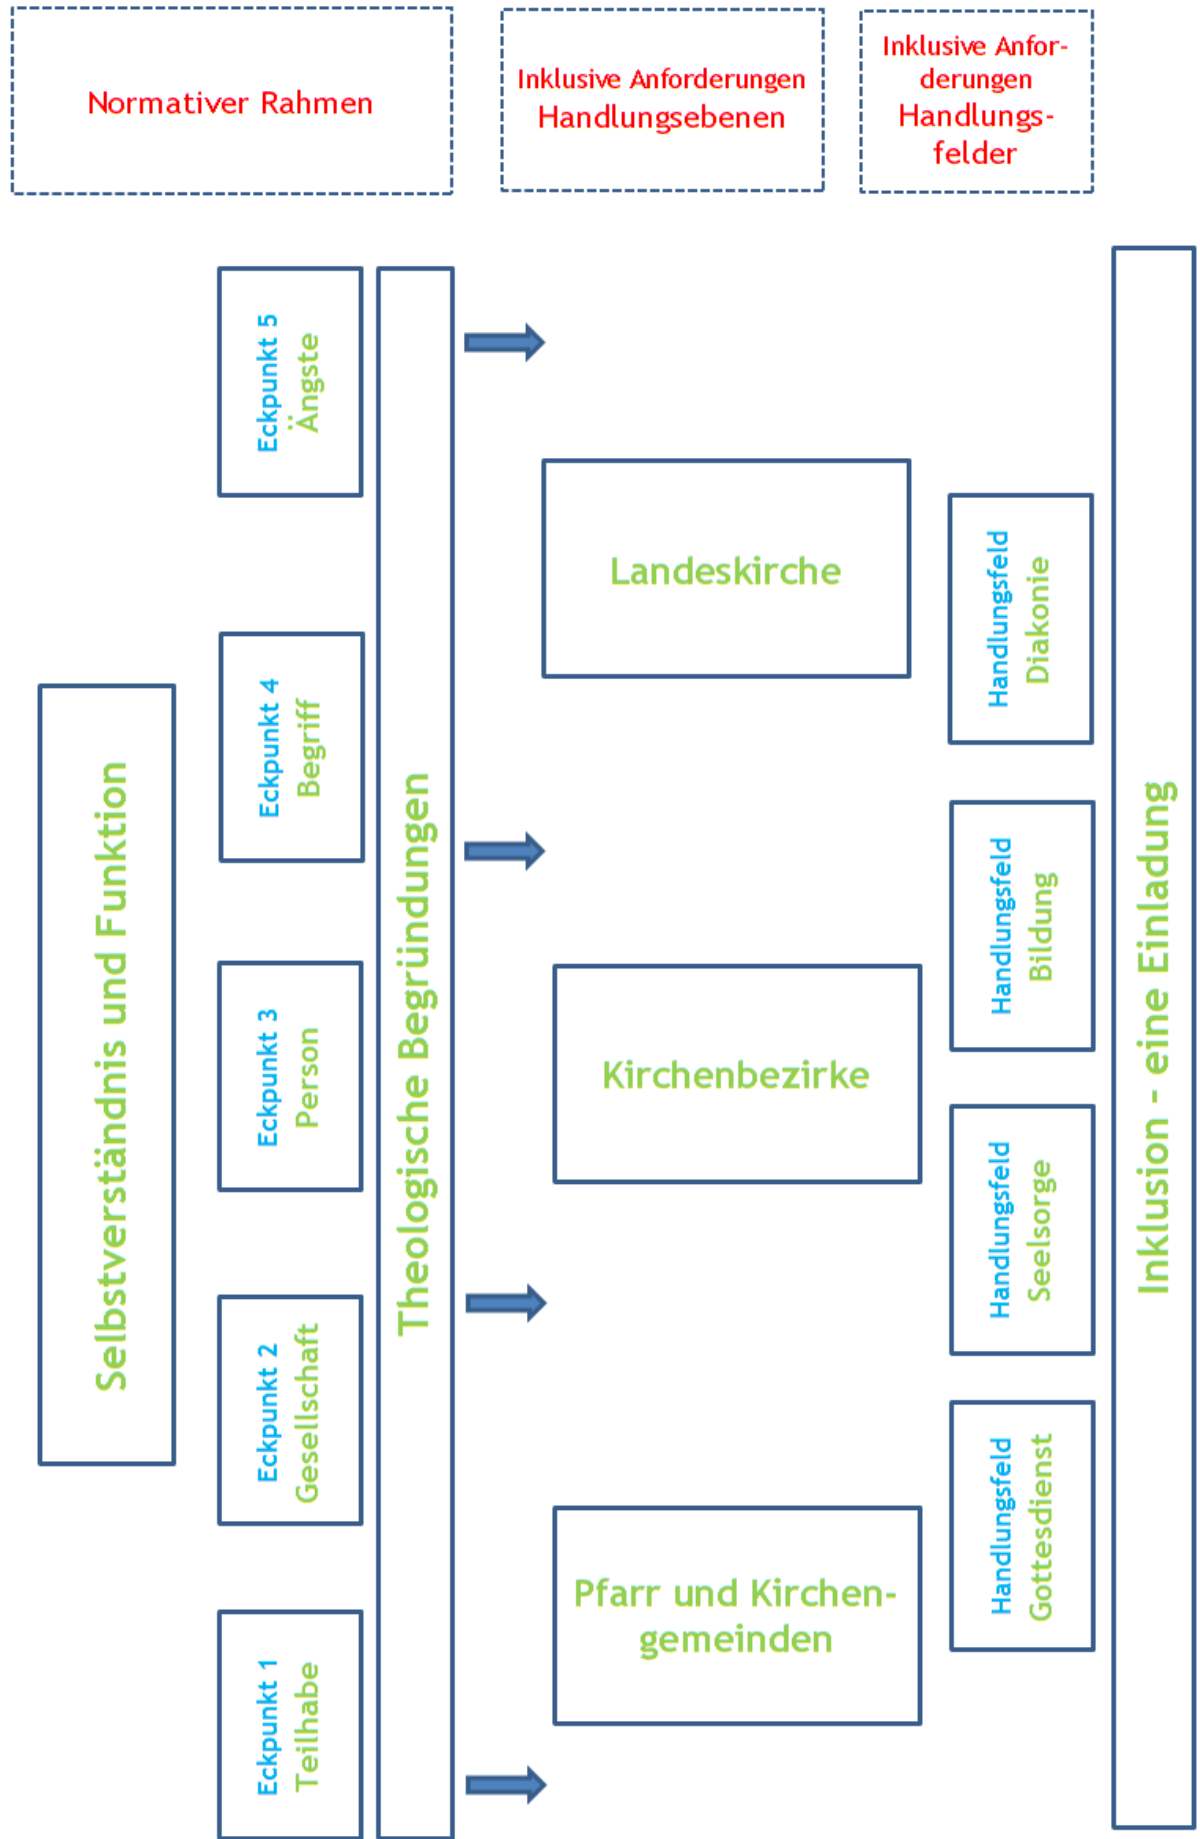 Normativer Rahmen
Inklusive Anforderungen
Handlungsebenen
Inklusive Anfor-
derungen
Handlungs-
felder
Selbstverständnis und Funktion
Eckpunkt 1
Teilhabe
Eckpunkt 2
Gesellschaft
Eckpunkt 3
Person
Eckpunkt 4
Begriff
Eckpunkt 5
Ängste
Theologische Begründungen
Pfarr und Kirchen-
gemeinden
Kirchenbezirke
Landeskirche
Handlungsfeld
Gottesdienst
Handlungsfeld
Seelsorge
Handlungsfeld
Bildung
Handlungsfeld
Diakonie
Inklusion - eine Einladung